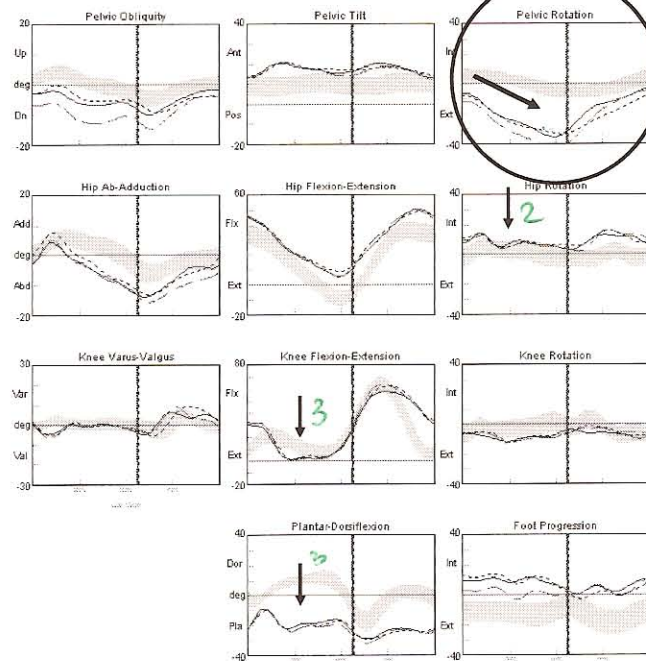 Pelvic Obliquity
20
Up
deg
Dn
-20
Pelvic Tilt
40
Ant
Pos
-20
Pelvic Rotation
40
Int
Ext
-40
Hip Ab-Adduction
20
Add
deg
Abd
-20
Hip Flexion-Extension
60
Flx
Ext
-20
Hip Rotation
40
Int
Ext
-40
2
Knee Varus-Valgus
30
Var
deg
Val
-30
Knee Flexion-Extension
80
Flx
Ext
-20
3
Knee Rotation
40
Int
Ext
-40
Plantar-Dorsiflexion
40
Dor
deg
Pla
-40
3
Foot Progression
40
Int
Ext
-40